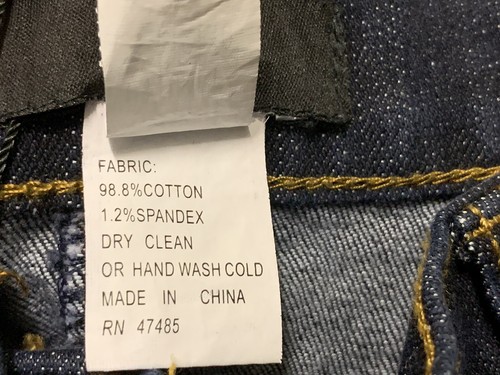 FABRIC:
98.8%COTTON
1.2%SPANDEX
DRY CLEAN
OR HAND WASH COLD
MADE IN CHINA
RN 47485